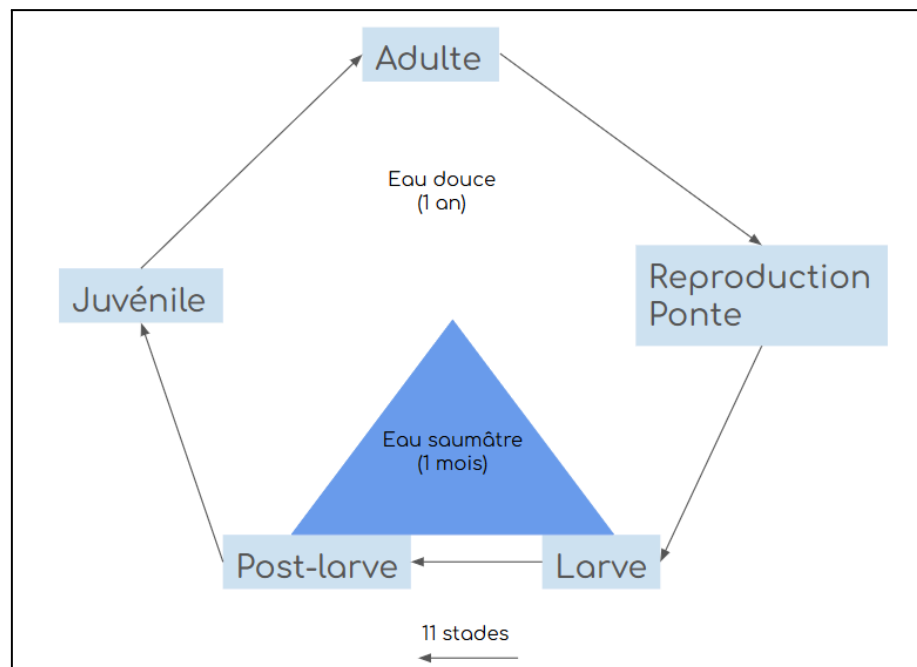 Adulte
Eau douce
(1 an)
Juvénile
Reproduction
Ponte
Eau saumâtre
(1 mois)
Post-larve
Larve
11 stades